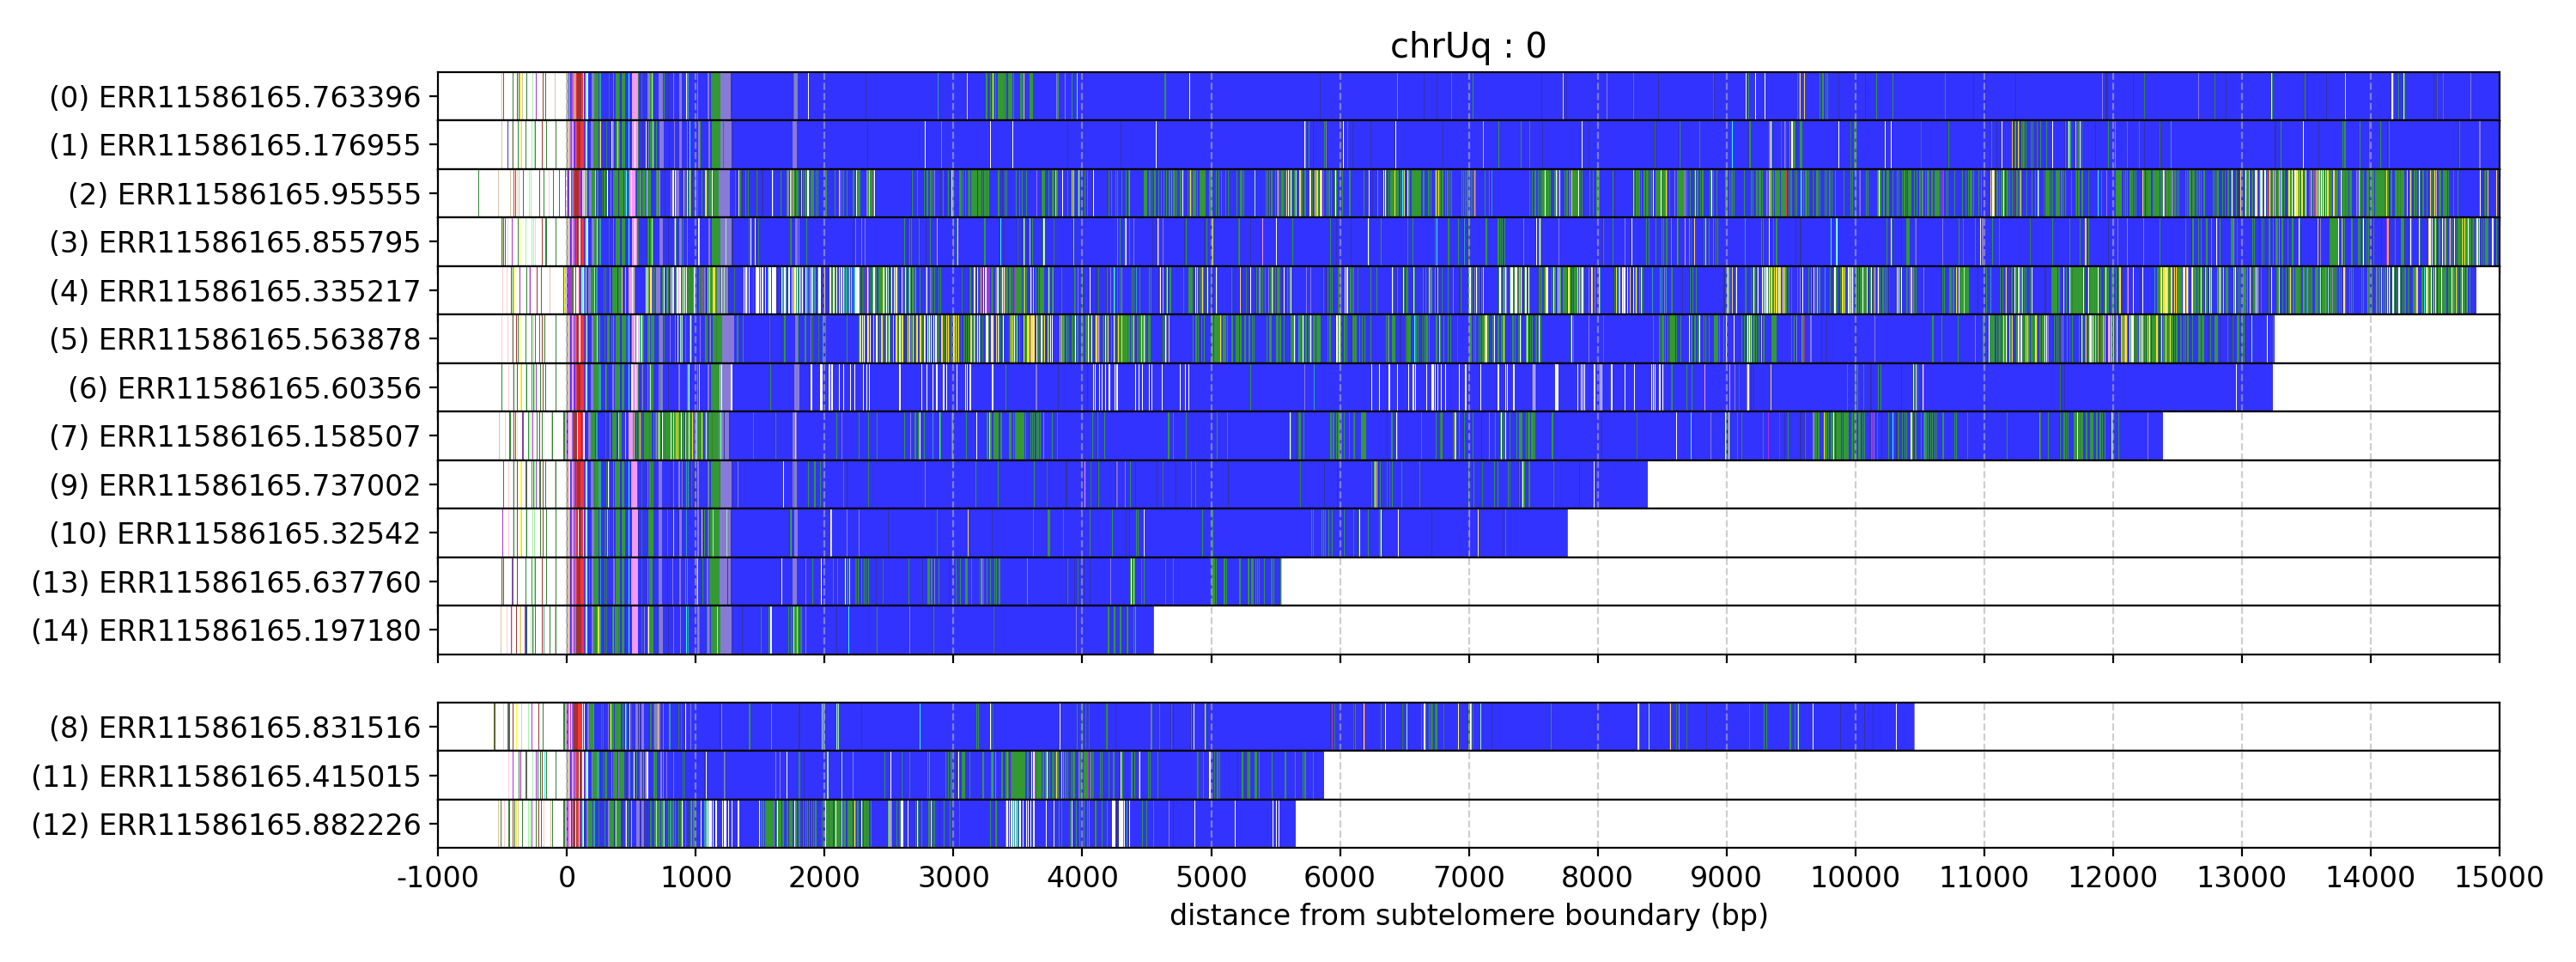 chrUq : 0
(0) ERR11586165.763396
(1) ERR11586165.176955
(2) ERR11586165.95555
(3) ERR11586165.855795
(4) ERR11586165.335217
(5) ERR11586165.563878
(6) ERR11586165.60356
(7) ERR11586165.158507
(9) ERR11586165.737002
(10) ERR11586165.32542
(13) ERR11586165.637760
(14) ERR11586165.197180
(8) ERR11586165.831516
(11) ERR11586165.415015
(12) ERR11586165.882226
-1000 0 1000 2000 3000 4000 5000 6000 7000 8000 9000 10000 11000 12000 13000 14000 15000
distance from subtelomere boundary (bp)